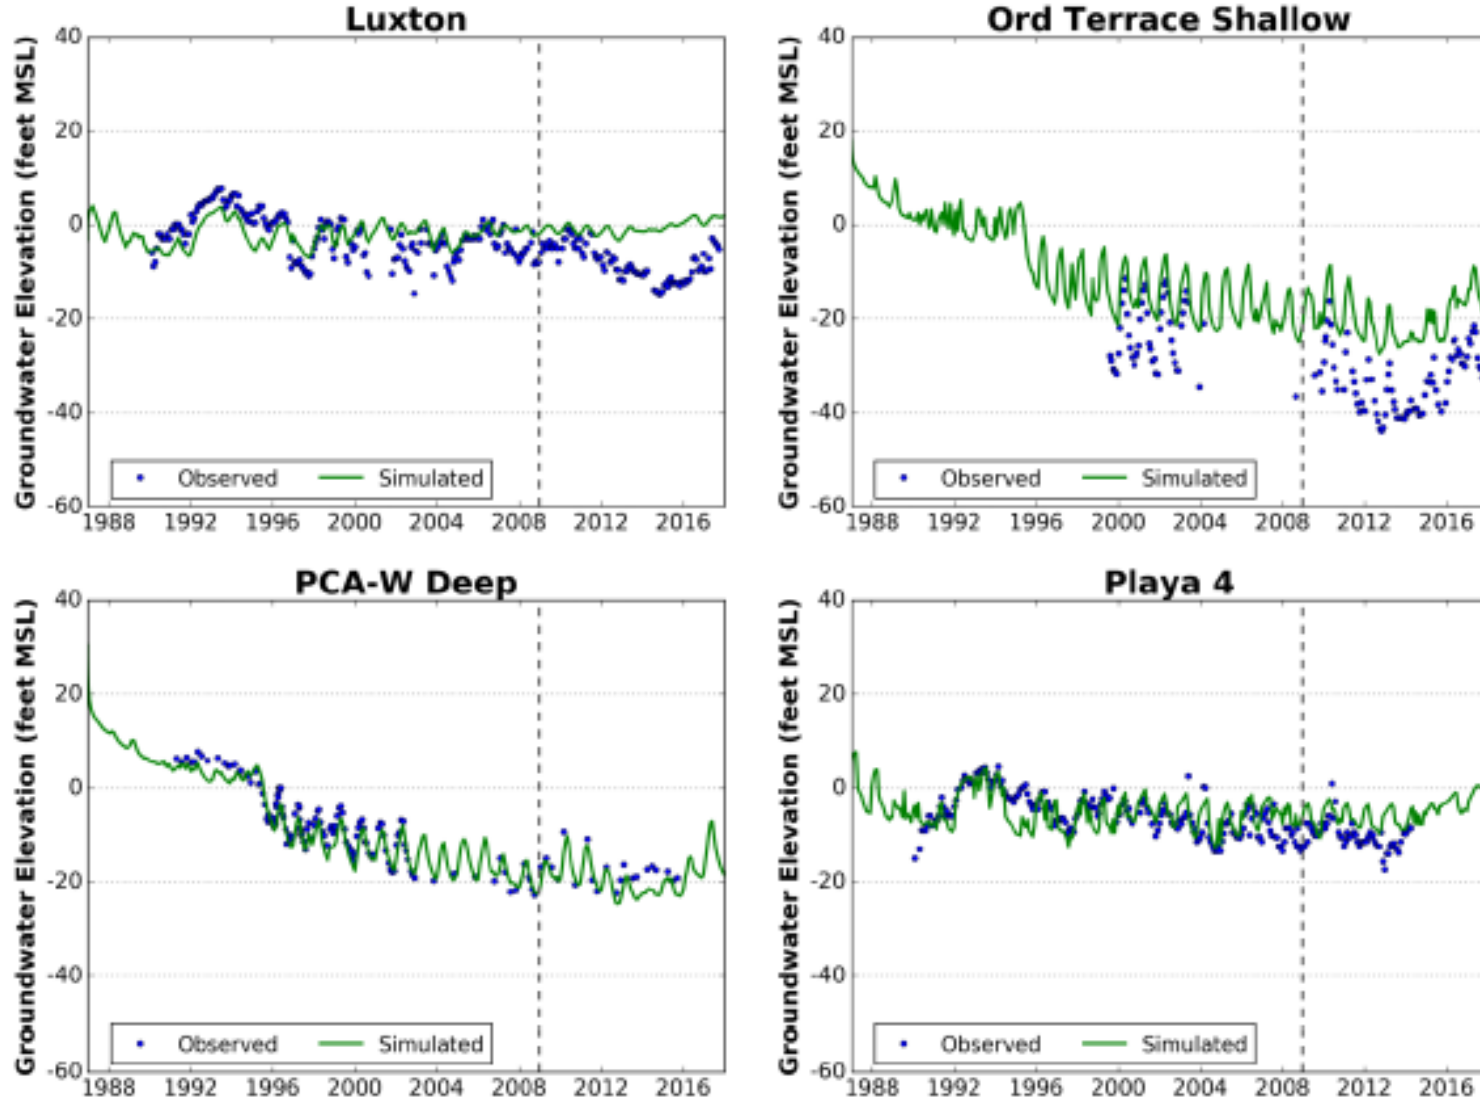 Luxton
Groundwater Elevation (feet MSL)
40
20
0
-20
-40
-60
Observed Simulated
1988 1992 1996 2000 2004 2008 2012 2016
Ord Terrace Shallow
Groundwater Elevation (feet MSL)
40
20
0
-20
-40
-60
Observed Simulated
1988 1992 1996 2000 2004 2008 2012 2016
PCA-W Deep
Groundwater Elevation (feet MSL)
40
20
0
-20
-40
-60
Observed Simulated
1988 1992 1996 2000 2004 2008 2012 2016
Playa 4
Groundwater Elevation (feet MSL)
40
20
0
-20
-40
-60
Observed Simulated
1988 1992 1996 2000 2004 2008 2012 2016